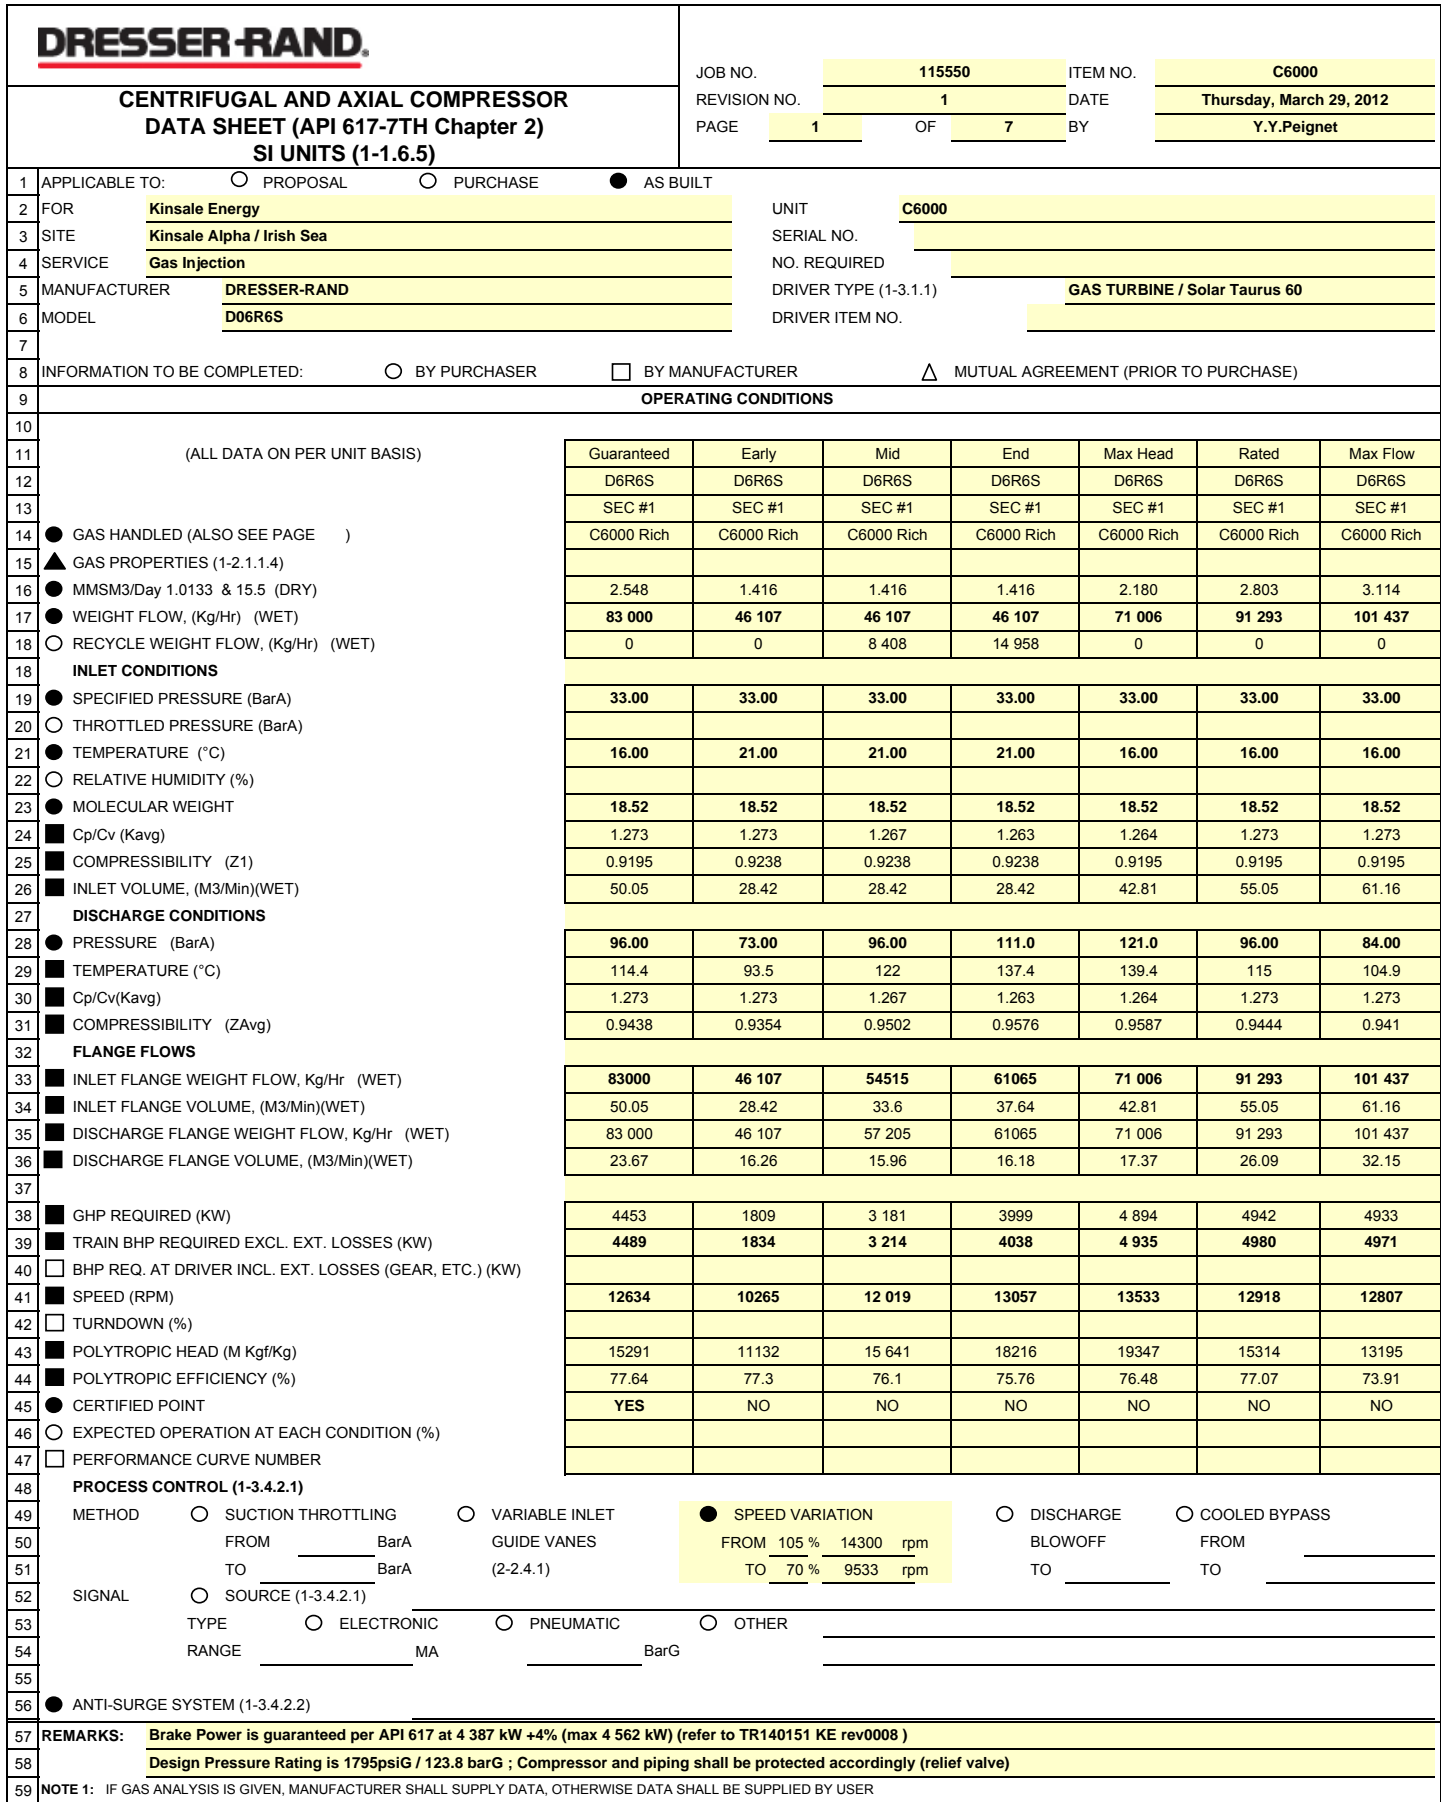 DRESSER-RAND.
JOB NO. 115550 ITEM NO. C6000
CENTRIFUGAL AND AXIAL COMPRESSOR REVISION NO. 1 DATE Thursday, March 29, 2012
DATA SHEET (API 617-7TH Chapter 2) PAGE 1 OF 7 BY Y.Y.Peignet
SI UNITS (1-1.6.5)
1 APPLICABLE TO: PROPOSAL PURCHASE AS BUILT
2 FOR Kinsale Energy UNIT C6000
3 SITE Kinsale Alpha / Irish Sea SERIAL NO.
4 SERVICE Gas Injection NO. REQUIRED
5 MANUFACTURER DRESSER-RAND DRIVER TYPE (1-3.1.1) GAS TURBINE / Solar Taurus 60
6 MODEL D06R6S DRIVER ITEM NO.
7
8 INFORMATION TO BE COMPLETED: BY PURCHASER BY MANUFACTURER MUTUAL AGREEMENT (PRIOR TO PURCHASE)
9 OPERATING CONDITIONS
10
11 (ALL DATA ON PER UNIT BASIS) Guaranteed Early Mid End Max Head Rated Max Flow
12 D6R6S D6R6S D6R6S D6R6S D6R6S D6R6S D6R6S
13 SEC #1 SEC #1 SEC #1 SEC #1 SEC #1 SEC #1 SEC #1
14 GAS HANDLED (ALSO SEE PAGE ) C6000 Rich C6000 Rich C6000 Rich C6000 Rich C6000 Rich C6000 Rich C6000 Rich
15 GAS PROPERTIES (1-2.1.1.4)
16 MMSM3/Day 1.0133 & 15.5 (DRY) 2.548 1.416 1.416 1.416 2.180 2.803 3.114
17 WEIGHT FLOW, (Kg/Hr) (WET) 83 000 46 107 46 107 46 107 71 006 91 293 101 437
18 RECYCLE WEIGHT FLOW, (Kg/Hr) (WET) 0 0 8 408 14 958 0 0 0
18 INLET CONDITIONS
19 SPECIFIED PRESSURE (BarA) 33.00 33.00 33.00 33.00 33.00 33.00 33.00
20 THROTTLED PRESSURE (BarA)
21 TEMPERATURE (°C) 16.00 21.00 21.00 21.00 16.00 16.00 16.00
22 RELATIVE HUMIDITY (%)
23 MOLECULAR WEIGHT 18.52 18.52 18.52 18.52 18.52 18.52 18.52
24 Cp/Cv (Kavg) 1.273 1.273 1.267 1.263 1.264 1.273 1.273
25 COMPRESSIBILITY (Z1) 0.9195 0.9238 0.9238 0.9238 0.9195 0.9195 0.9195
26 INLET VOLUME, (M3/Min)(WET) 50.05 28.42 28.42 28.42 42.81 55.05 61.16
27 DISCHARGE CONDITIONS
28 PRESSURE (BarA) 96.00 73.00 96.00 111.0 121.0 96.00 84.00
29 TEMPERATURE (°C) 114.4 93.5 122 137.4 139.4 115 104.9
30 Cp/Cv(Kavg) 1.273 1.273 1.267 1.263 1.264 1.273 1.273
31 COMPRESSIBILITY (ZAvg) 0.9438 0.9354 0.9502 0.9576 0.9587 0.9444 0.941
32 FLANGE FLOWS
33 INLET FLANGE WEIGHT FLOW, Kg/Hr (WET) 83000 46 107 54515 61065 71 006 91 293 101 437
34 INLET FLANGE VOLUME, (M3/Min)(WET) 50.05 28.42 33.6 37.64 42.81 55.05 61.16
35 DISCHARGE FLANGE WEIGHT FLOW, Kg/Hr (WET) 83 000 46 107 57 205 61065 71 006 91 293 101 437
36 DISCHARGE FLANGE VOLUME, (M3/Min)(WET) 23.67 16.26 15.96 16.18 17.37 26.09 32.15
37
38 GHP REQUIRED (KW) 4453 1809 3 181 3999 4 894 4942 4933
39 TRAIN BHP REQUIRED EXCL. EXT. LOSSES (KW) 4489 1834 3 214 4038 4 935 4980 4971
40 BHP REQ. AT DRIVER INCL. EXT. LOSSES (GEAR, ETC.) (KW)
41 SPEED (RPM) 12634 10265 12 019 13057 13533 12918 12807
42 TURNDOWN (%)
43 POLYTROPIC HEAD (M Kgf/Kg) 15291 11132 15 641 18216 19347 15314 13195
44 POLYTROPIC EFFICIENCY (%) 77.64 77.3 76.1 75.76 76.48 77.07 73.91
45 CERTIFIED POINT YES NO NO NO NO NO NO
46 EXPECTED OPERATION AT EACH CONDITION (%)
47 PERFORMANCE CURVE NUMBER
48 PROCESS CONTROL (1-3.4.2.1)
49 METHOD SUCTION THROTTLING VARIABLE INLET SPEED VARIATION DISCHARGE COOLED BYPASS
50 FROM BarA GUIDE VANES FROM 105 % 14300 rpm BLOWOFF FROM
51 TO BarA (2-2.4.1) TO 70 % 9533 rpm TO TO
52 SIGNAL SOURCE (1-3.4.2.1)
53 TYPE ELECTRONIC PNEUMATIC OTHER
54 RANGE MA BarG
55
56 ANTI-SURGE SYSTEM (1-3.4.2.2)
57 REMARKS: Brake Power is guaranteed per API 617 at 4 387 kW +4% (max 4 562 kW) (refer to TR140151 KE rev0008 )
58 Design Pressure Rating is 1795psiG / 123.8 barG ; Compressor and piping shall be protected accordingly (relief valve)
59 NOTE 1: IF GAS ANALYSIS IS GIVEN, MANUFACTURER SHALL SUPPLY DATA, OTHERWISE DATA SHALL BE SUPPLIED BY USER